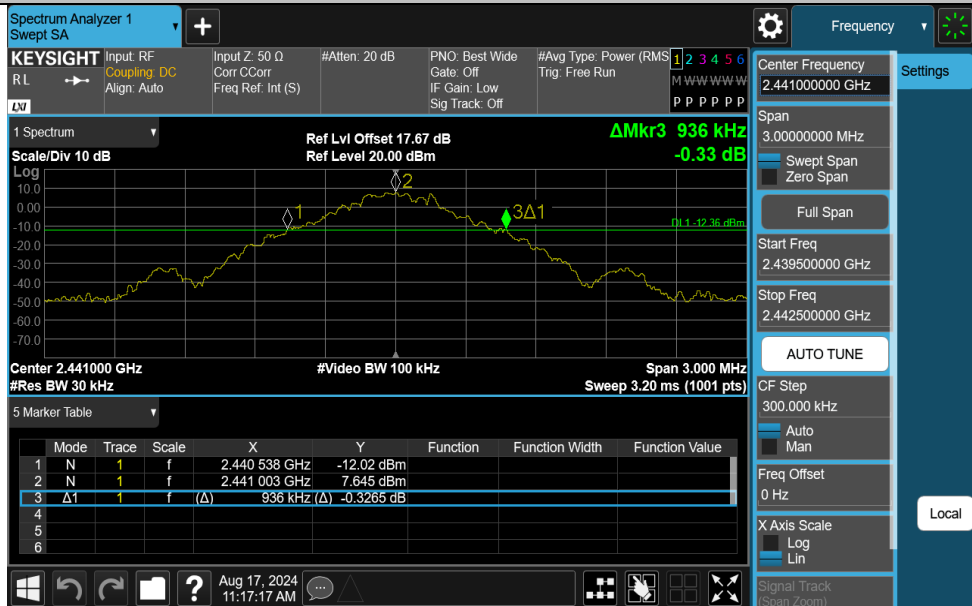 Spectrum Analyzer 1
Swept SA
+
Frequency
KEYSIGHT
RL
LXI
Input: RF
Coupling: DC
Align: Auto
Input Z: 50 Ω
Corr CCorr
Freq Ref: Int (S)
#Atten: 20 dB
PNO: Best Wide
Gate: Off
IF Gain: Low
Sig Track: Off
#Avg Type: Power (RMS
Trig: Free Run
1 2 3 4 5 6
M W W W W W
P P P P P P
1 Spectrum
Scale/Div 10 dB
Ref Lvl Offset 17.67 dB
Ref Level 20.00 dBm
ΔMkr3 936 kHz
-0.33 dB
Log
10.0
0.00
-10.0
-20.0
-30.0
-40.0
-50.0
-60.0
-70.0
1
2
3Δ1
DL1 -12.36 dBm
Center 2.441000 GHz
#Video BW 100 kHz
Span 3.000 MHz
#Res BW 30 kHz
Sweep 3.20 ms (1001 pts)
5 Marker Table
Mode Trace Scale X Y Function Function Width Function Value
1 N 1 f 2.440 538 GHz -12.02 dBm
2 N 1 f 2.441 003 GHz 7.645 dBm
3 Δ1 1 f (Δ) 936 kHz (Δ) -0.3265 dB
4
5
6
Center Frequency
2.441000000 GHz
Settings
Span
3.00000000 MHz
Swept Span
Zero Span
Full Span
Start Freq
2.439500000 GHz
Stop Freq
2.442500000 GHz
AUTO TUNE
CF Step
300.000 kHz
Auto
Man
Freq Offset
0 Hz
Local
X Axis Scale
Log
Lin
Signal Track
(Span Zoom)
?
Aug 17, 2024
11:17:17 AM